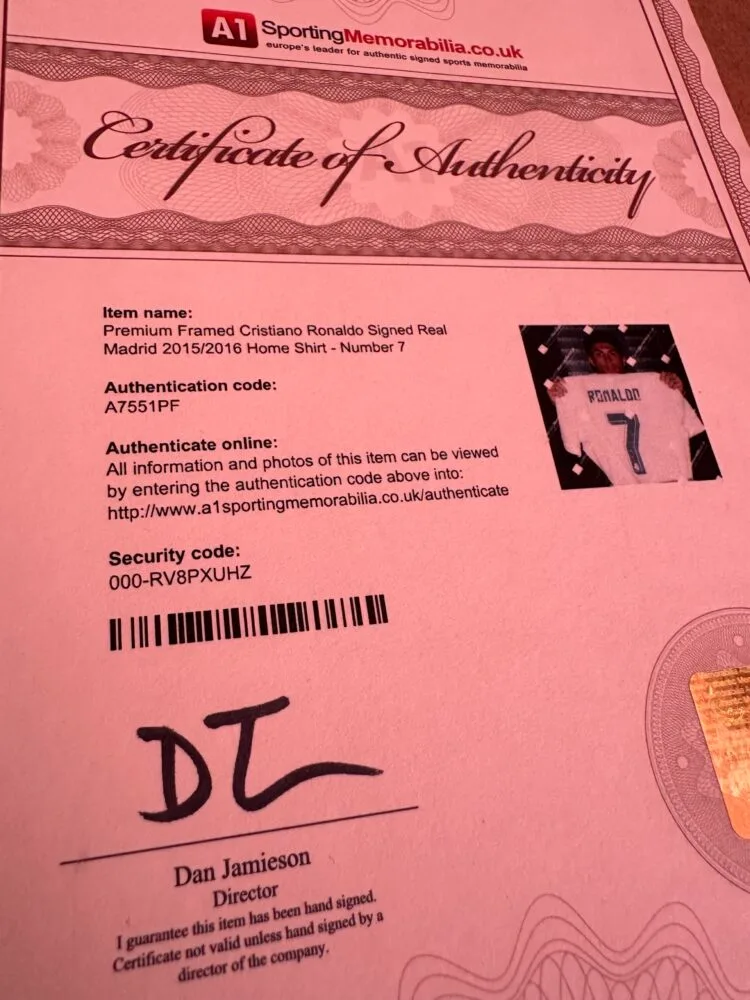 A1 SportingMemorabilia.co.uk
europe's leader for authentic signed sports memorabilia
Certificate of Authenticity
Item name:
Premium Framed Cristiano Ronaldo Signed Real
Madrid 2015/2016 Home Shirt - Number 7
RONALDO
7
Authentication code:
A7551PF
Authenticate online:
All information and photos of this item can be viewed
by entering the authentication code above into:
http://www.a1sportingmemorabilia.co.uk/authenticate
Security code:
000-RV8PXUHZ
Dan Jamieson
Director
I guarantee this item has been hand signed.
Certificate not valid unless hand signed by a
director of the company.